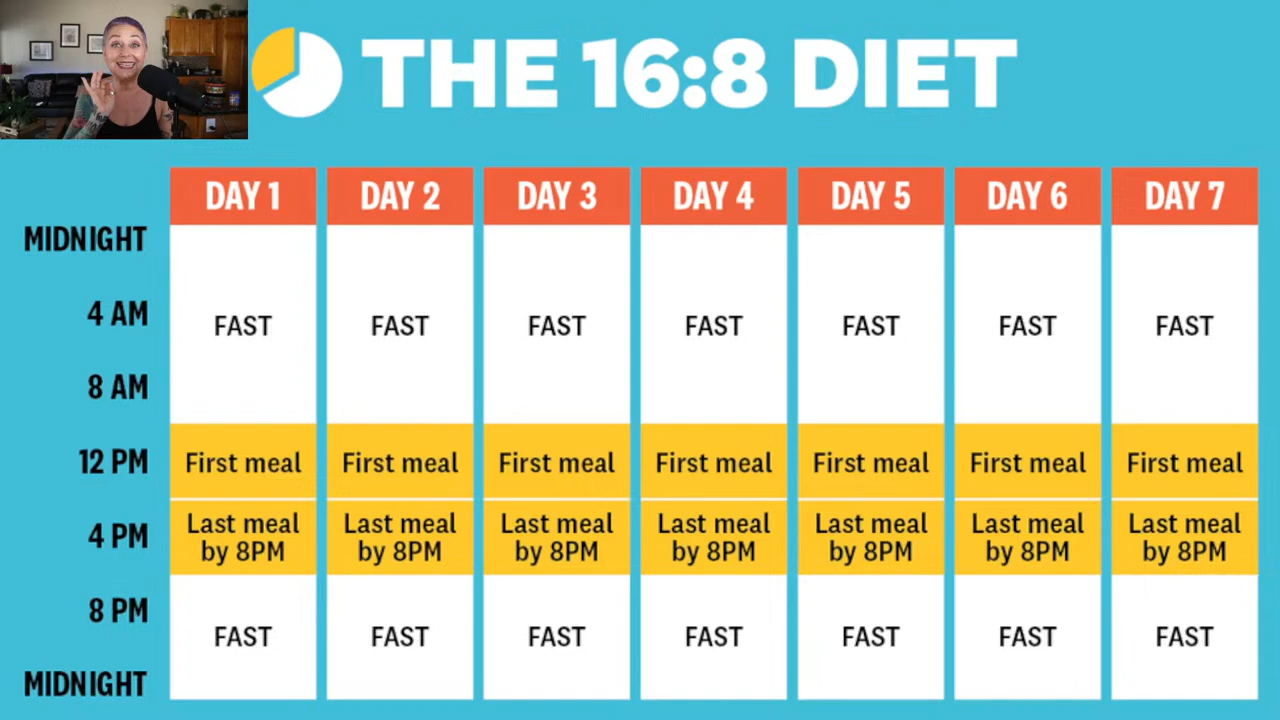 THE 16:8 DIET
DAY 1 DAY 2 DAY 3 DAY 4 DAY 5 DAY 6 DAY 7
MIDNIGHT
4 AM
FAST FAST FAST FAST FAST FAST FAST
8 AM
12 PM First meal First meal First meal First meal First meal First meal First meal
4 PM
Last meal Last meal Last meal Last meal Last meal Last meal Last meal
by 8PM by 8PM by 8PM by 8PM by 8PM by 8PM by 8PM
8 PM
FAST FAST FAST FAST FAST FAST FAST
MIDNIGHT